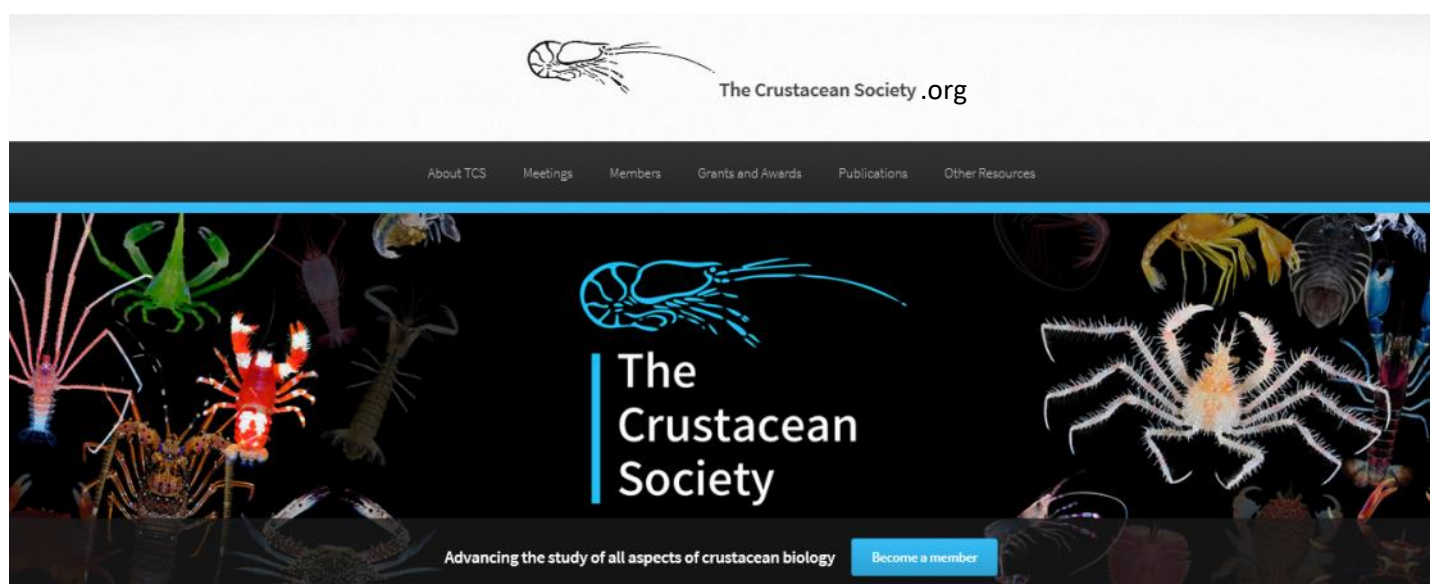 The Crustacean Society .org
About TCS Meetings Members Grants and Awards Publications Other Resources
The
Crustacean
Society
Advancing the study of all aspects of crustacean biology Become a member